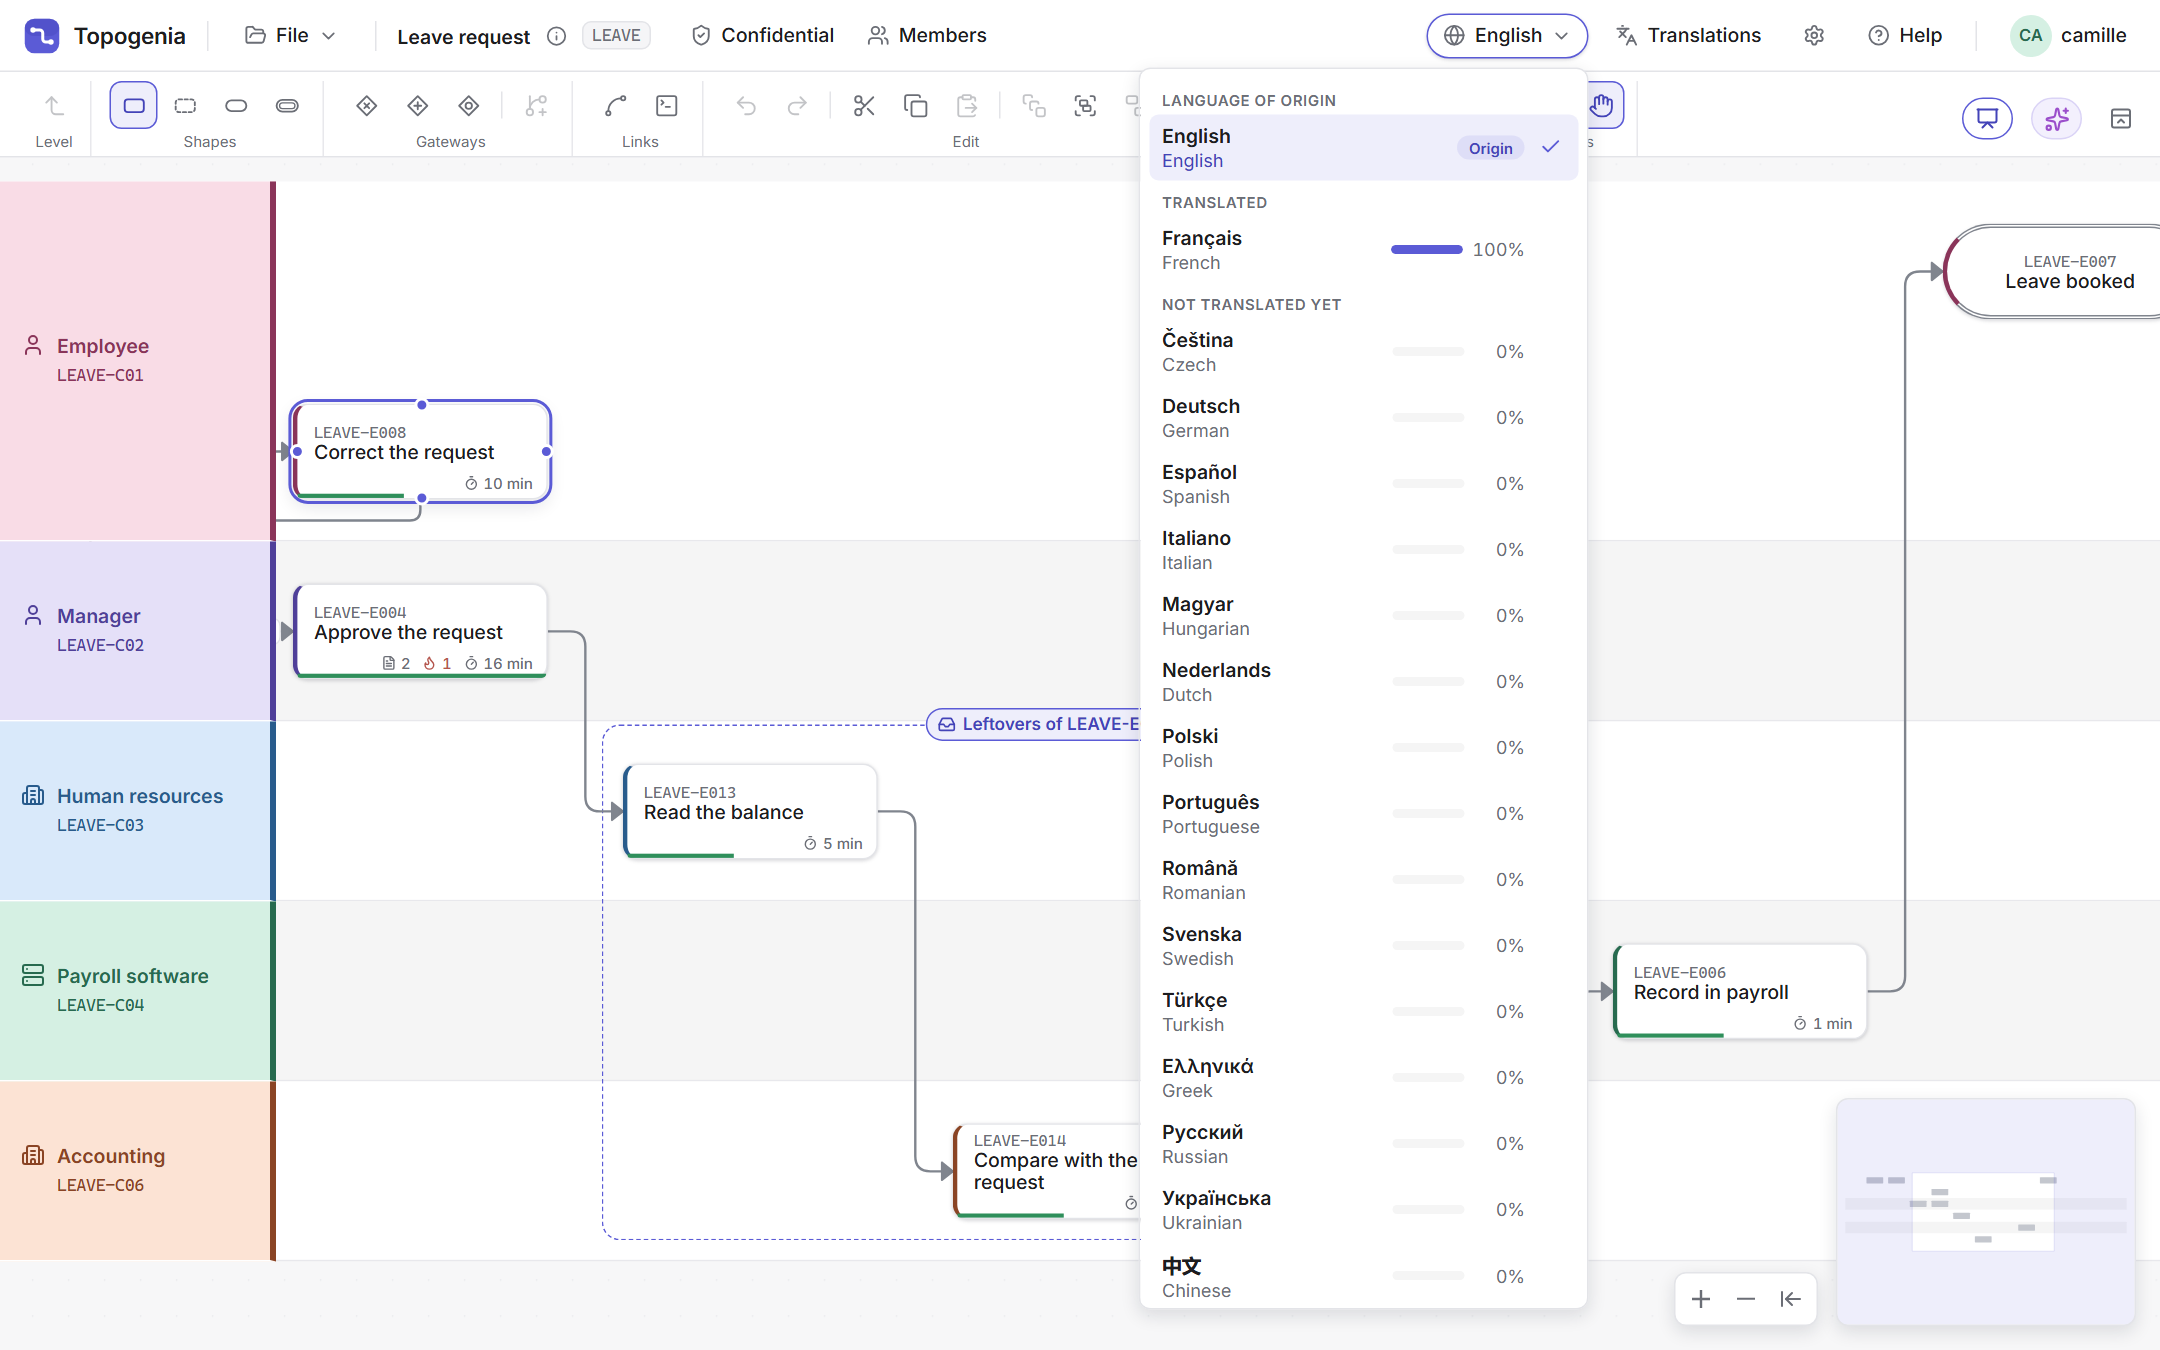 Topogenia
File
Leave request
LEAVE
Confidential
Members
English
Translations
Help
CA
camille
Level
Shapes
Gateways
Links
Edit
s
LANGUAGE OF ORIGIN
English
English
Origin
TRANSLATED
Français
French
100%
NOT TRANSLATED YET
Čeština
Czech
0%
Deutsch
German
0%
Español
Spanish
0%
Italiano
Italian
0%
Magyar
Hungarian
0%
Nederlands
Dutch
0%
Polski
Polish
0%
Português
Portuguese
0%
Română
Romanian
0%
Svenska
Swedish
0%
Türkçe
Turkish
0%
Ελληνικά
Greek
0%
Русский
Russian
0%
Українська
Ukrainian
0%
中文
Chinese
0%
Employee
LEAVE-C01
LEAVE-E008
Correct the request
10 min
LEAVE-E007
Leave booked
Manager
LEAVE-C02
LEAVE-E004
Approve the request
2 1 16 min
Human resources
LEAVE-C03
Leftovers of LEAVE-E
LEAVE-E013
Read the balance
5 min
Payroll software
LEAVE-C04
LEAVE-E006
Record in payroll
1 min
Accounting
LEAVE-C06
LEAVE-E014
Compare with the
request